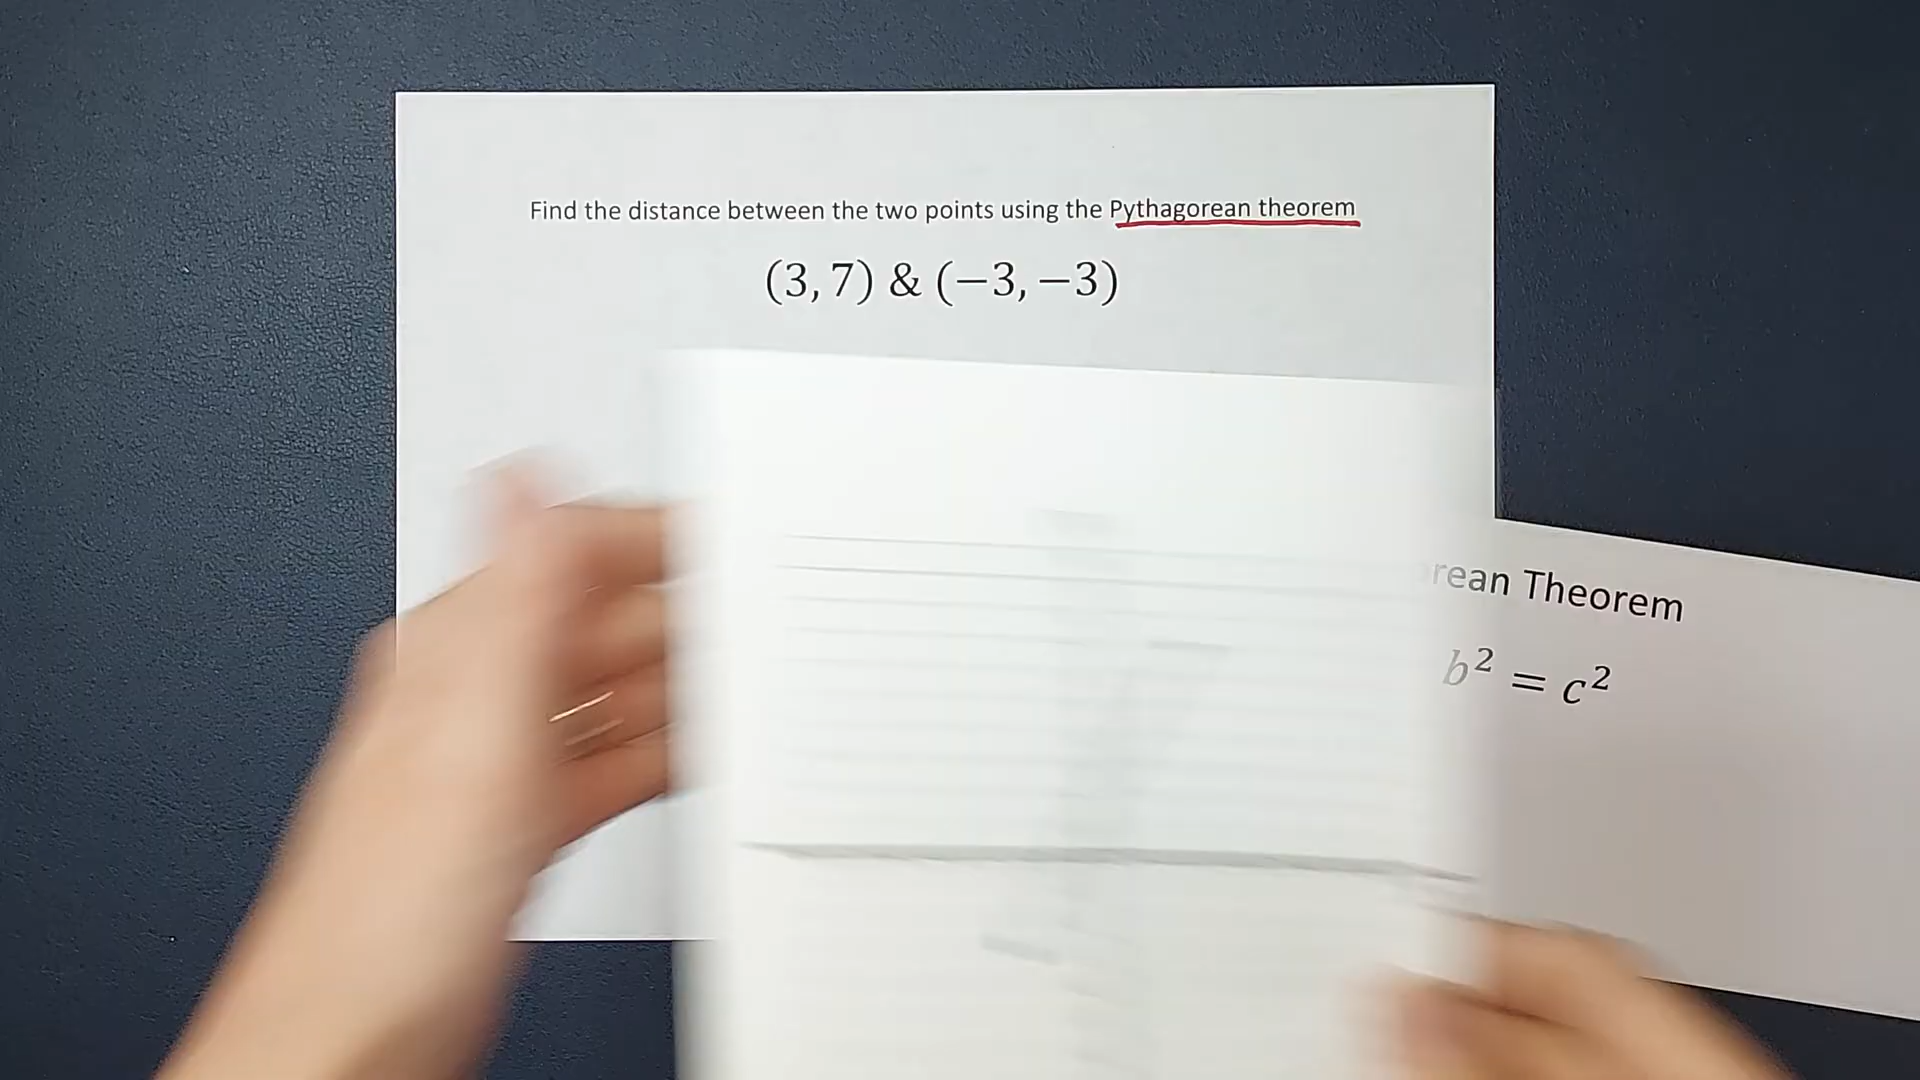 Find the distance between the two points using the Pythagorean theorem
(3, 7) & (−3, −3)
rean Theorem
b² = c²